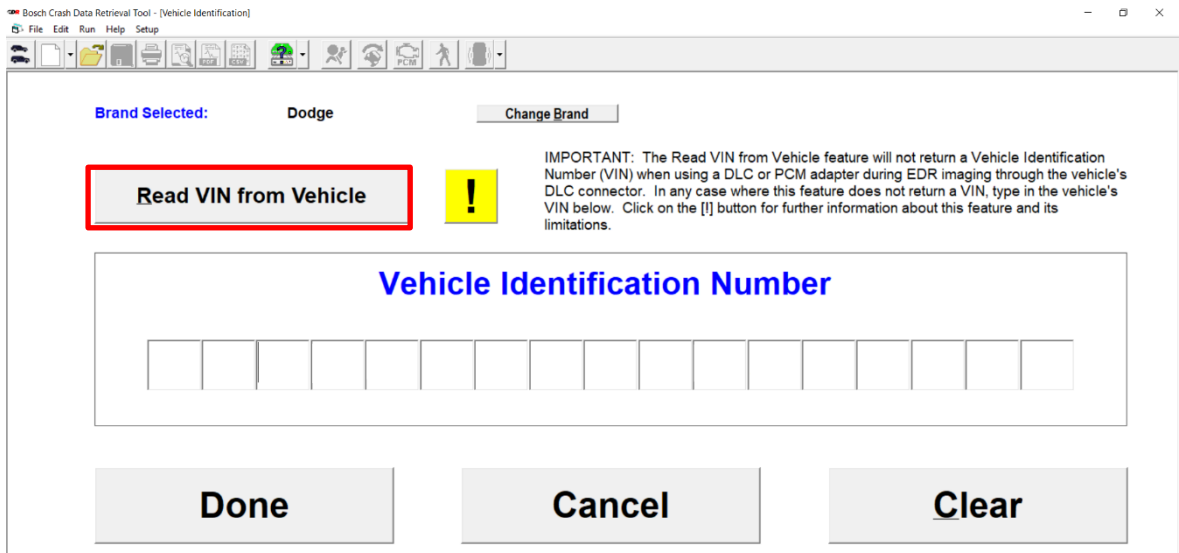 Bosch Crash Data Retrieval Tool - [Vehicle Identification]
File Edit Run Help Setup
PDF CSV ? PCM
Brand Selected: Dodge Change Brand
Read VIN from Vehicle
!
IMPORTANT: The Read VIN from Vehicle feature will not return a Vehicle Identification
Number (VIN) when using a DLC or PCM adapter during EDR imaging through the vehicle's
DLC connector. In any case where this feature does not return a VIN, type in the vehicle's
VIN below. Click on the [!] button for further information about this feature and its
limitations.
Vehicle Identification Number
Done Cancel Clear